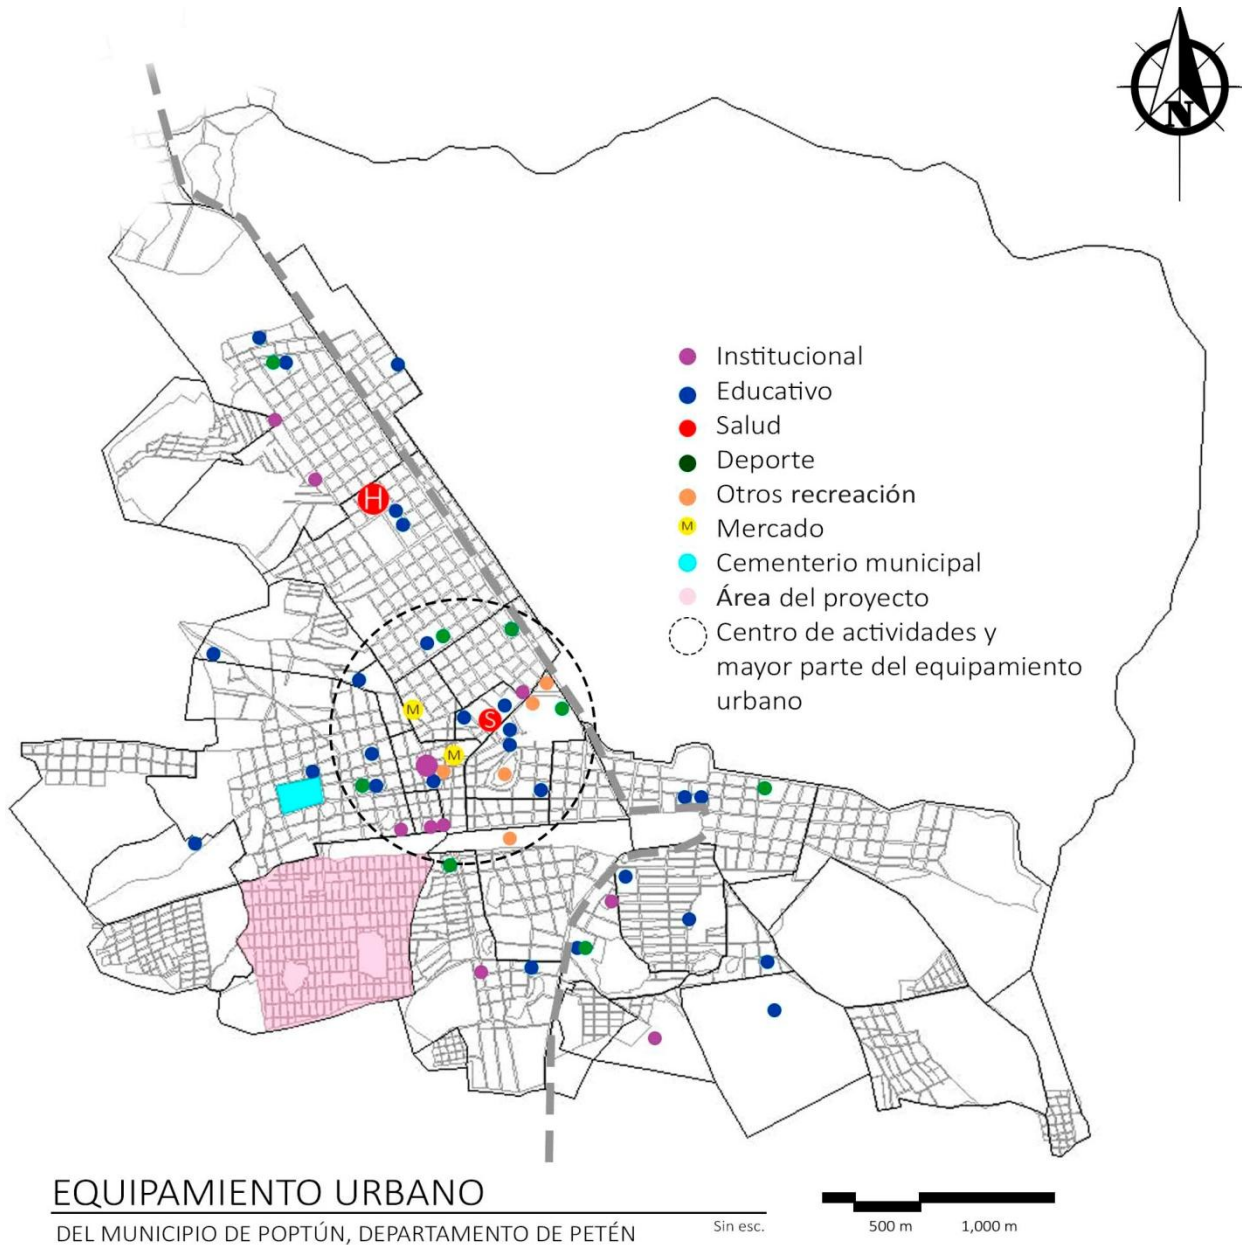 N
Institucional
Educativo
Salud
Deporte
Otros recreación
M Mercado
Cementerio municipal
Área del proyecto
Centro de actividades y
mayor parte del equipamiento
urbano
H
M
S
M
EQUIPAMIENTO URBANO
DEL MUNICIPIO DE POPTÚN, DEPARTAMENTO DE PETÉN
Sin esc.
500 m
1,000 m